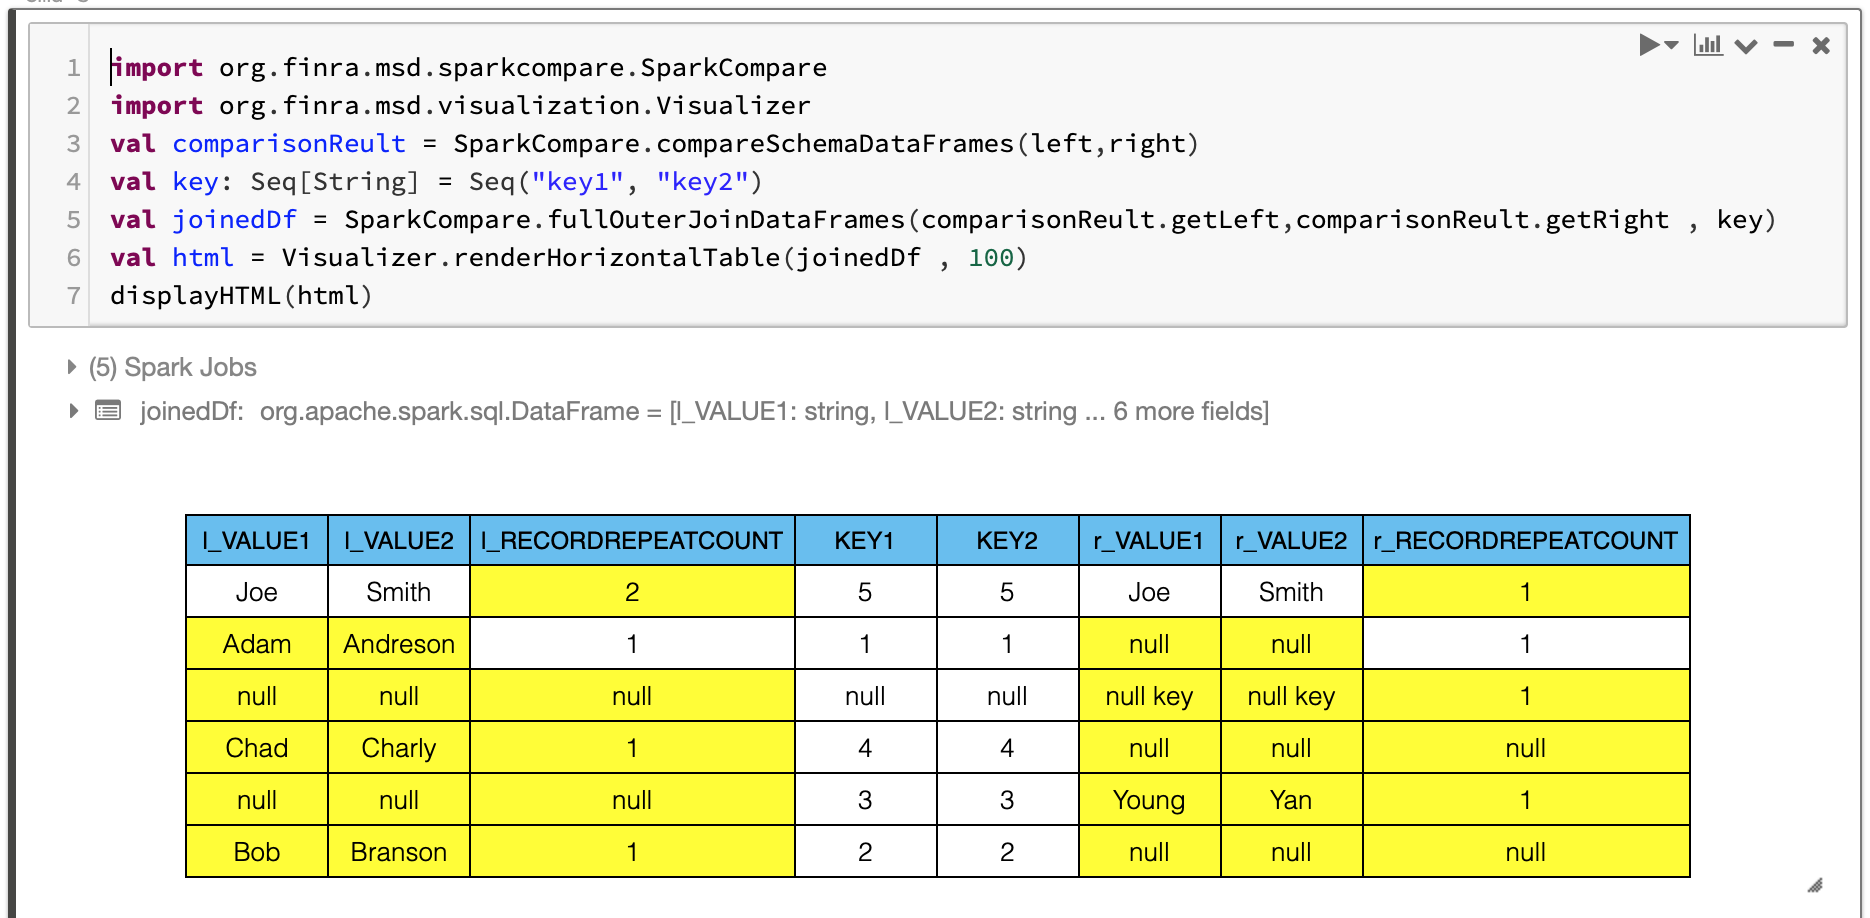 1 import org.finra.msd.sparkcompare.SparkCompare
2 import org.finra.msd.visualization.Visualizer
3 val comparisonReult = SparkCompare.compareSchemaDataFrames(left,right)
4 val key: Seq[String] = Seq("key1", "key2")
5 val joinedDf = SparkCompare.fullOuterJoinDataFrames(comparisonReult.getLeft,comparisonReult.getRight , key)
6 val html = Visualizer.renderHorizontalTable(joinedDf , 100)
7 displayHTML(html)
(5) Spark Jobs
joinedDf: org.apache.spark.sql.DataFrame = [l_VALUE1: string, l_VALUE2: string ... 6 more fields]
l_VALUE1 l_VALUE2 l_RECORDREPEATCOUNT KEY1 KEY2 r_VALUE1 r_VALUE2 r_RECORDREPEATCOUNT
Joe Smith 2 5 5 Joe Smith 1
Adam Andreson 1 1 1 null null 1
null null null null null null key null key 1
Chad Charly 1 4 4 null null null
null null null 3 3 Young Yan 1
Bob Branson 1 2 2 null null null